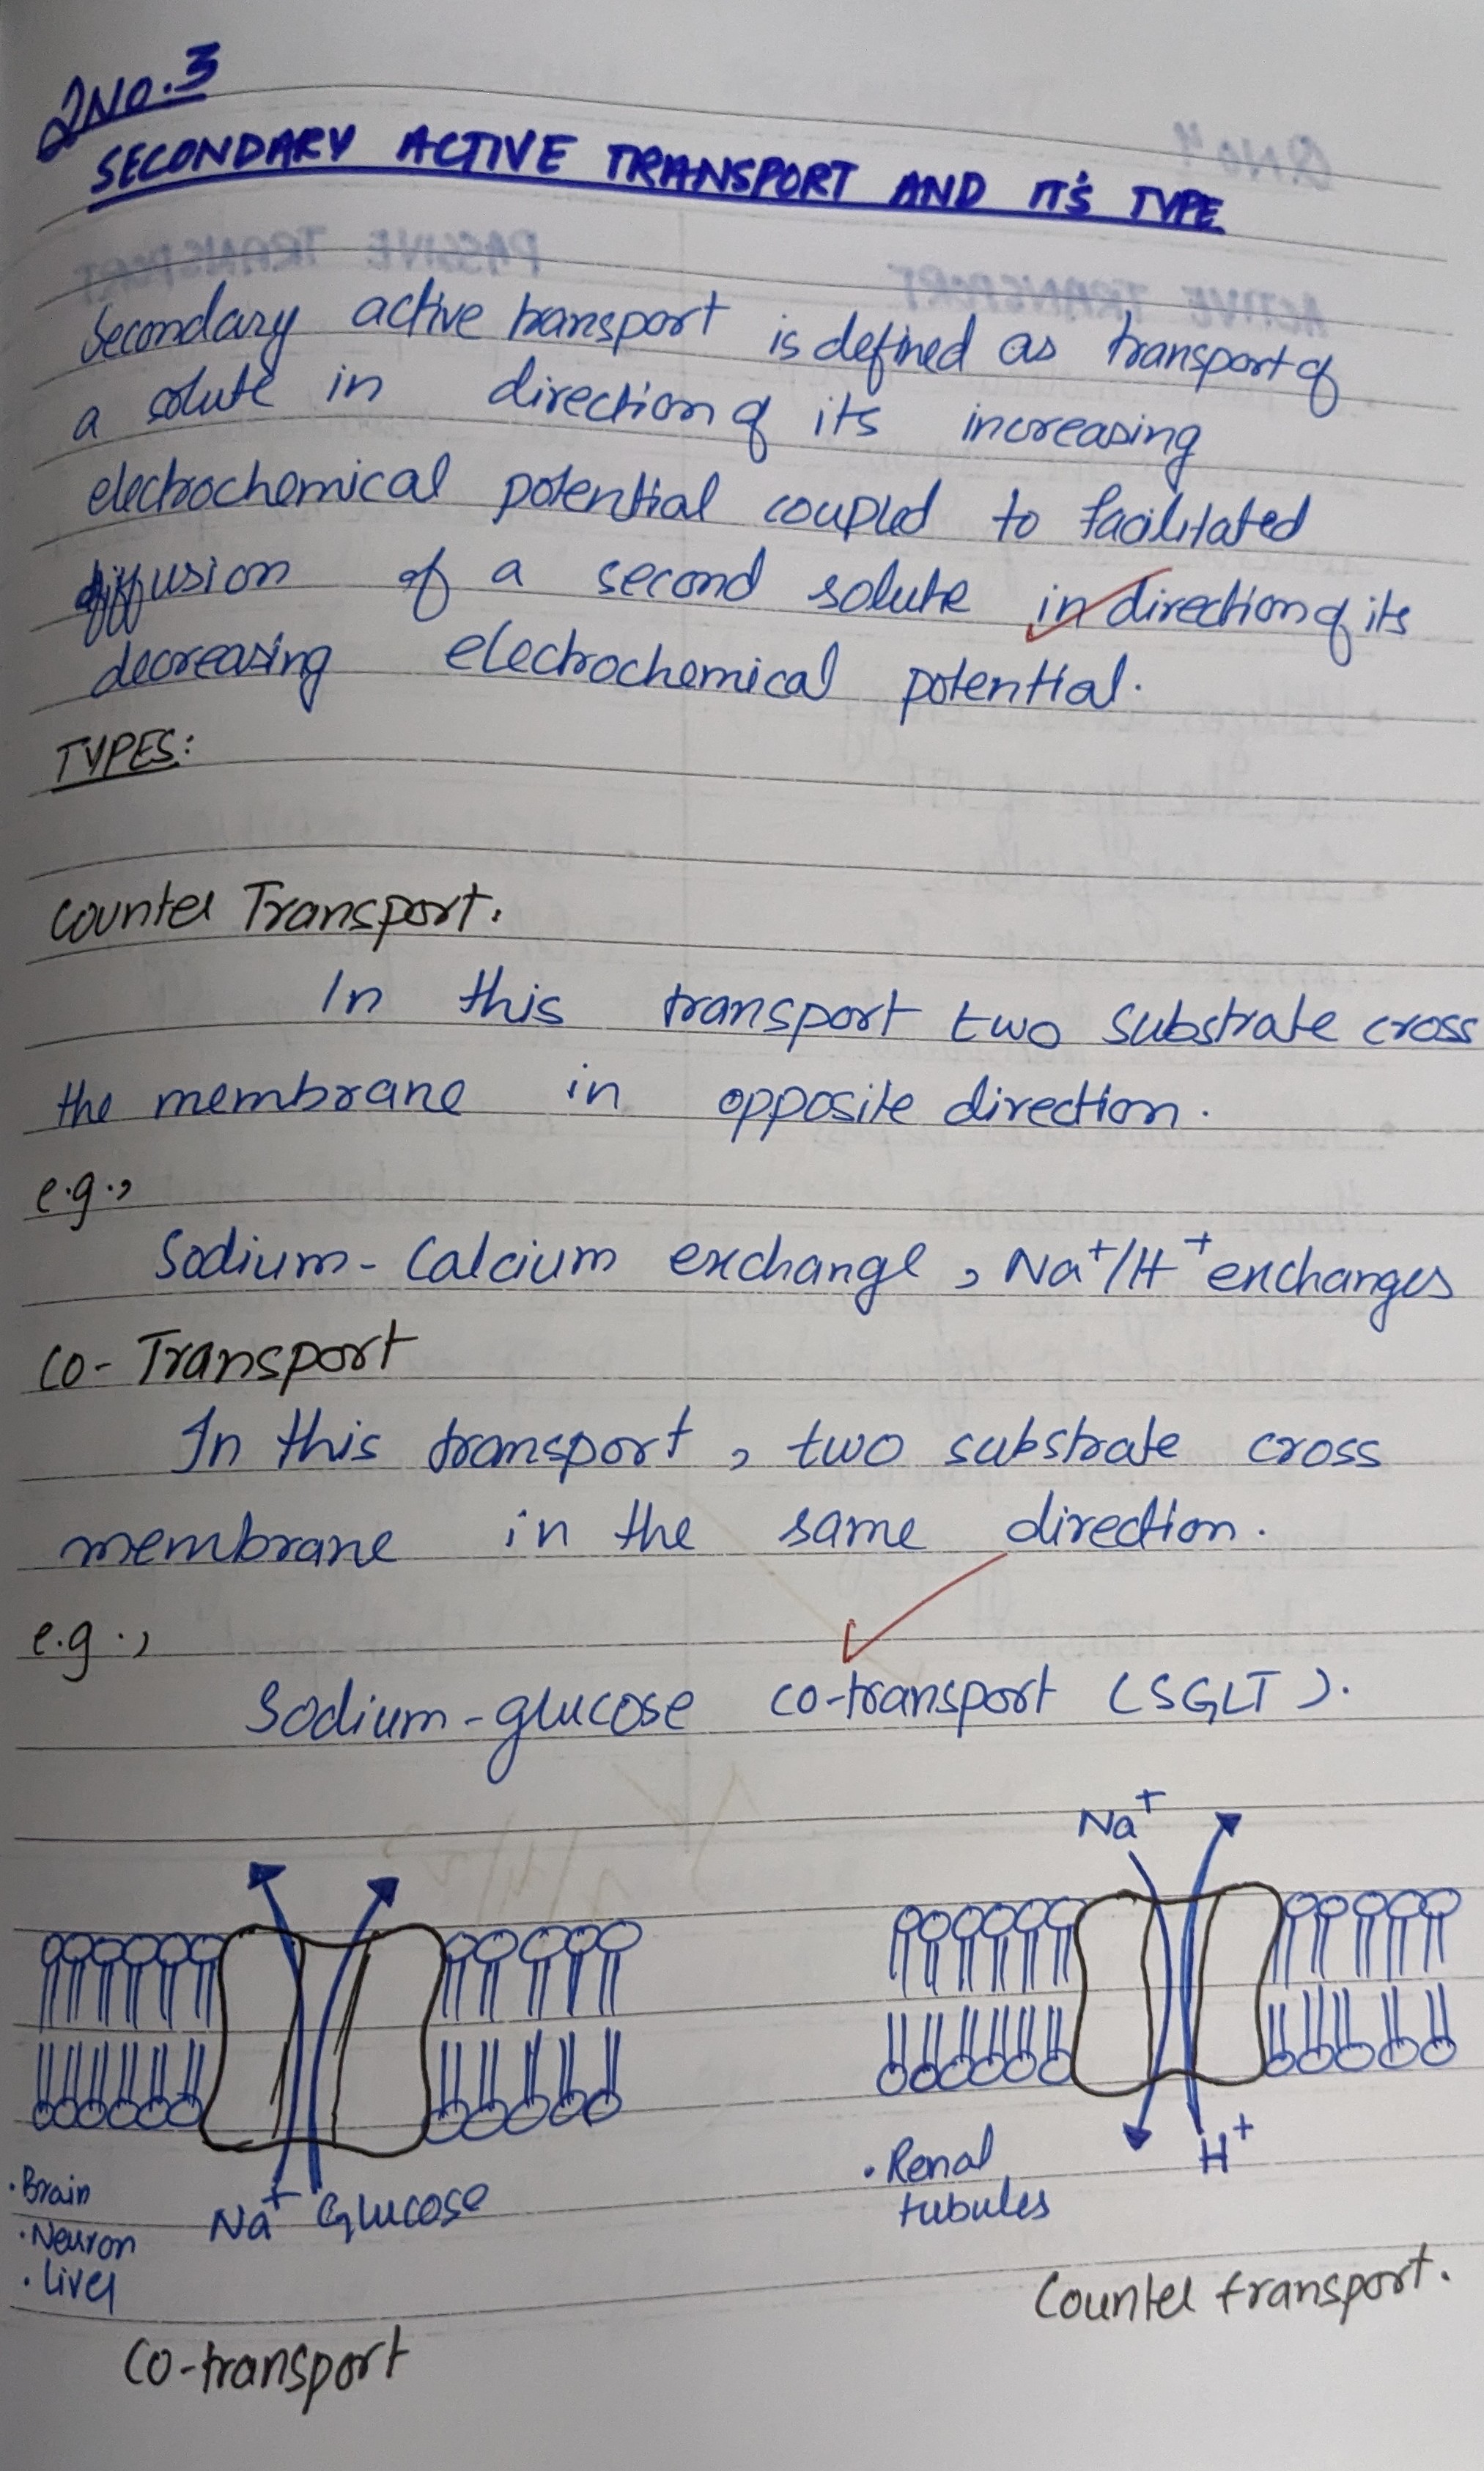 QNO.3
SECONDARY ACTIVE TRANSPORT AND IT'S TYPE
Secondary active transport is defined as transport of
a solute in direction of its increasing
electrochemical potential coupled to facilitated
diffusion of a second solute in direction of its
decreasing electrochemical potential.
TYPES:
Counter Transport.
In this transport two substrate cross
the membrane in opposite direction.
e.g.,
Sodium-Calcium exchange, Na⁺/H⁺ exchanges
Co-Transport
In this transport, two substrate cross
membrane in the same direction.
e.g.,
Sodium-glucose co-transport (SGLT).
Na⁺
Na⁺ Glucose
H⁺
• Brain
• Neuron
• Liver
• Renal
tubules
Co-transport
Counter transport.